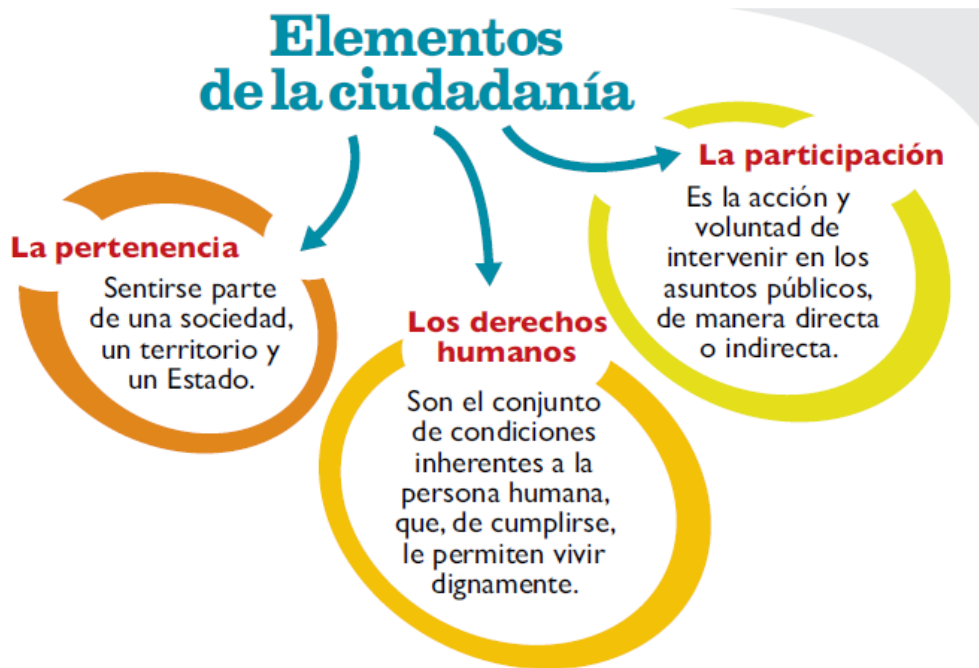 Elementos
de la ciudadanía
La pertenencia
Sentirse parte
de una sociedad,
un territorio y
un Estado.
Los derechos
humanos
Son el conjunto
de condiciones
inherentes a la
persona humana,
que, de cumplirse,
le permiten vivir
dignamente.
La participación
Es la acción y
voluntad de
intervenir en los
asuntos públicos,
de manera directa
o indirecta.